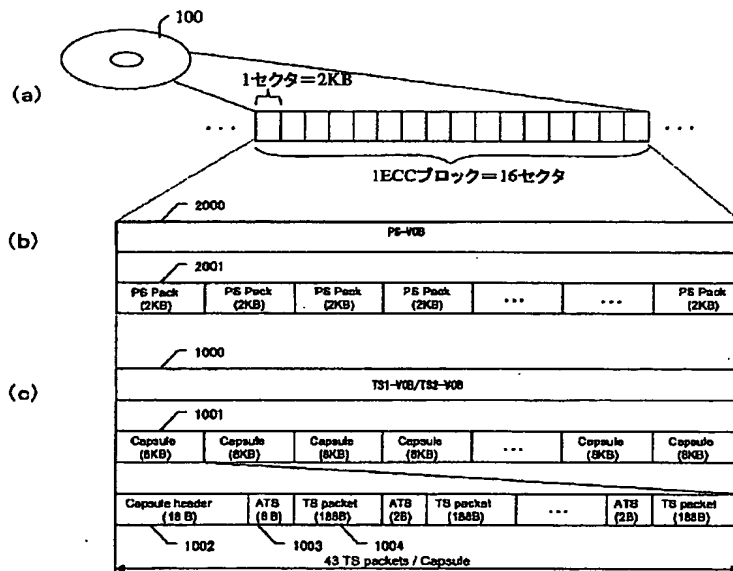 100
(a)
1セクタ=2KB
... ...
1ECCブロック=16セクタ
2000
(b)
PS-VOB
2001
PS Pack (2KB) PS Pack (2KB) PS Pack (2KB) PS Pack (2KB) ... ... PS Pack (2KB)
1000
(c)
TS1-VOB/TS2-VOB
1001
Capsule (8KB) Capsule (8KB) Capsule (8KB) Capsule (8KB) ... Capsule (8KB) Capsule (8KB)
Capsule header (18 B) ATS (6 B) TS packet (188B) ATS (2B) TS packet (188B) ... ATS (2B) TS packet (188B)
1002 1003 1004
43 TS packets / Capsule